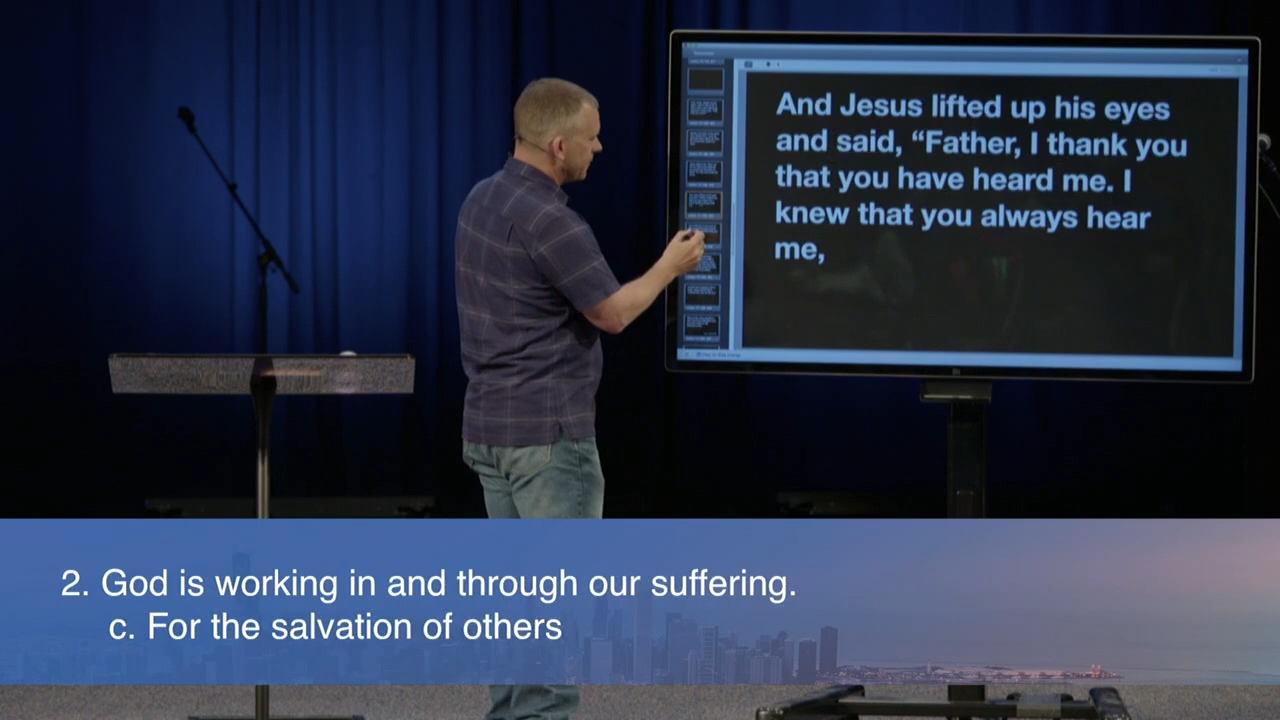 And Jesus lifted up his eyes
and said, “Father, I thank you
that you have heard me. I
knew that you always hear
me,
2. God is working in and through our suffering.
c. For the salvation of others